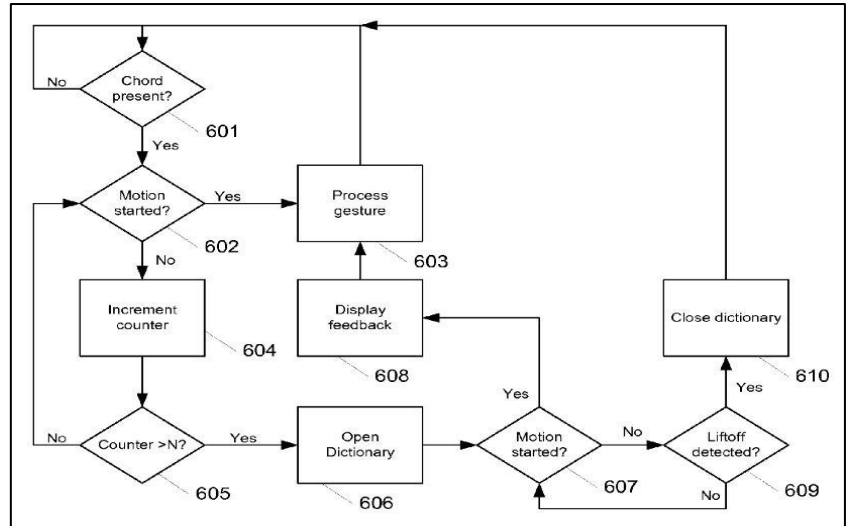 No
Chord
present?
601
Yes
Motion
started?
602
Yes
Process
gesture
603
No
Increment
counter
604
Display
feedback
608
Close dictionary
610
Yes
Yes
No
Counter >N?
605
Yes
Open
Dictionary
606
Motion
started?
607
No
Liftoff
detected?
609
No